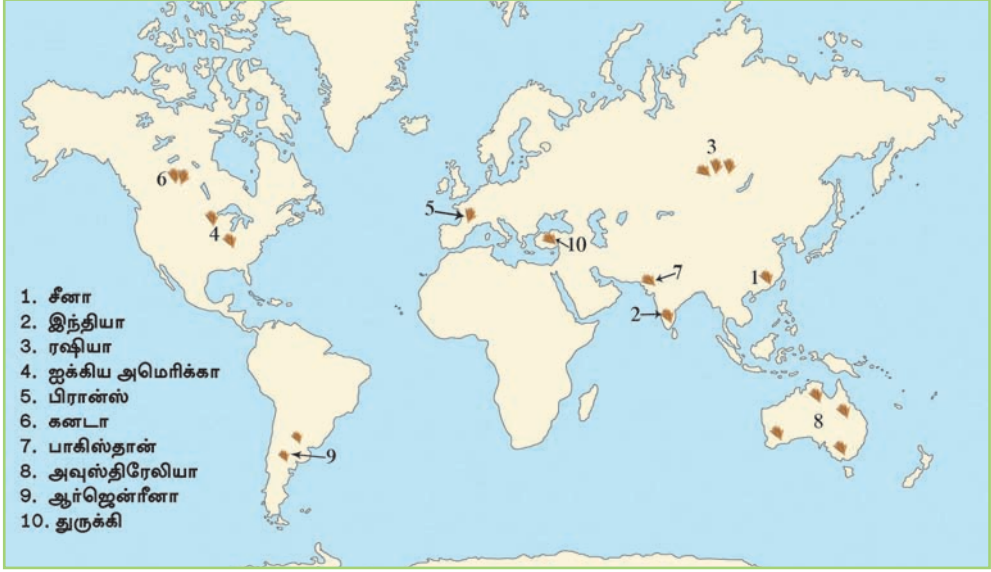 3
6
5
4
10
7
1
2
8
9
1. சீனா
2. இந்தியா
3. ரஷியா
4. ஐக்கிய அமெரிக்கா
5. பிரான்ஸ்
6. கனடா
7. பாகிஸ்தான்
8. அவுஸ்திரேலியா
9. ஆர்ஜென்ரீனா
10. துருக்கி